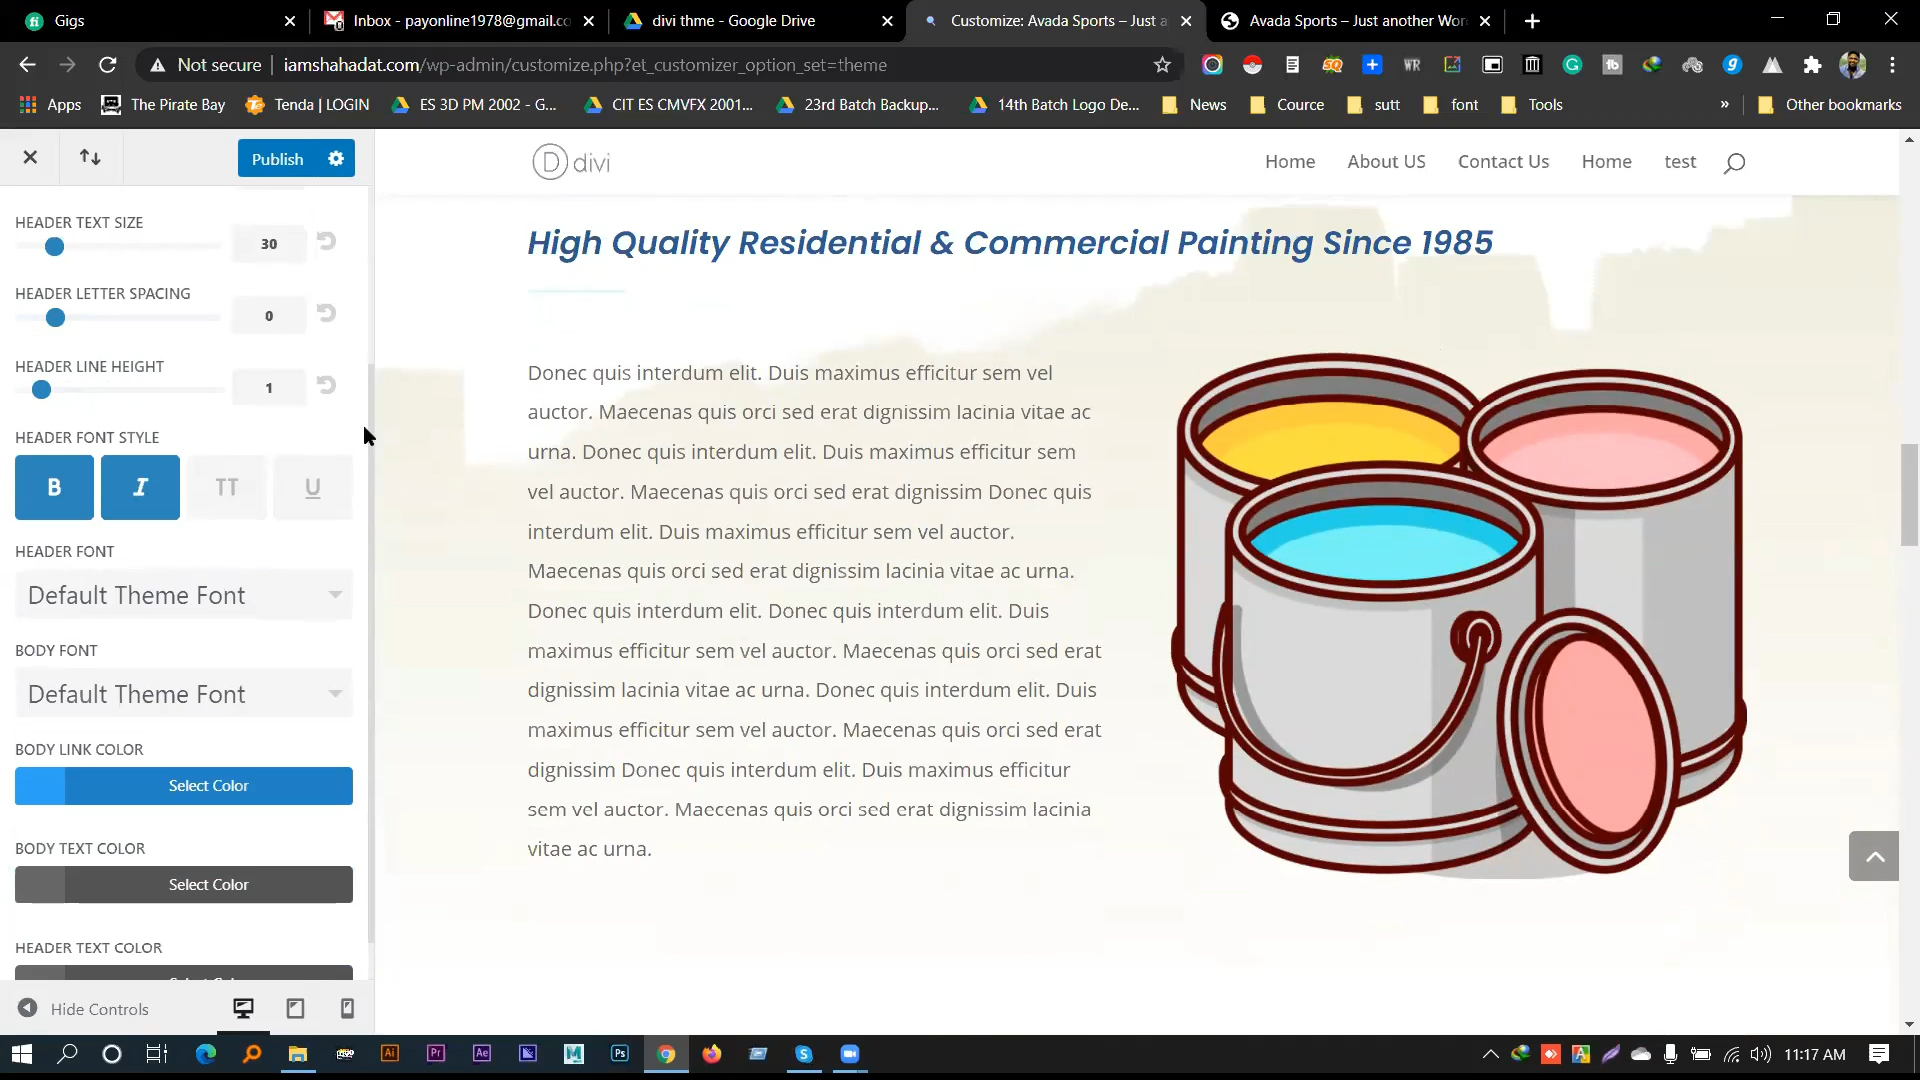 Gigs
Inbox - payonline1978@gmail.co
divi thme - Google Drive
Customize: Avada Sports – Just a
Avada Sports – Just another Wor
Not secure
iamshahadat.com/wp-admin/customize.php?et_customizer_option_set=theme
Apps
The Pirate Bay
Tenda | LOGIN
ES 3D PM 2002 - G...
CIT ES CMVFX 2001...
23rd Batch Backup...
14th Batch Logo De...
News
Cource
sutt
font
Tools
»
Other bookmarks
Publish
divi
Home
About US
Contact Us
Home
test
HEADER TEXT SIZE
30
HEADER LETTER SPACING
0
HEADER LINE HEIGHT
1
HEADER FONT STYLE
B
I
TT
U
HEADER FONT
Default Theme Font
BODY FONT
Default Theme Font
BODY LINK COLOR
Select Color
BODY TEXT COLOR
Select Color
HEADER TEXT COLOR
Hide Controls
High Quality Residential & Commercial Painting Since 1985
Donec quis interdum elit. Duis maximus efficitur sem vel
auctor. Maecenas quis orci sed erat dignissim lacinia vitae ac
urna. Donec quis interdum elit. Duis maximus efficitur sem
vel auctor. Maecenas quis orci sed erat dignissim Donec quis
interdum elit. Duis maximus efficitur sem vel auctor.
Maecenas quis orci sed erat dignissim lacinia vitae ac urna.
Donec quis interdum elit. Donec quis interdum elit. Duis
maximus efficitur sem vel auctor. Maecenas quis orci sed erat
dignissim lacinia vitae ac urna. Donec quis interdum elit. Duis
maximus efficitur sem vel auctor. Maecenas quis orci sed erat
dignissim Donec quis interdum elit. Duis maximus efficitur
sem vel auctor. Maecenas quis orci sed erat dignissim lacinia
vitae ac urna.
Ai
Pr
Ae
M
Ps
11:17 AM